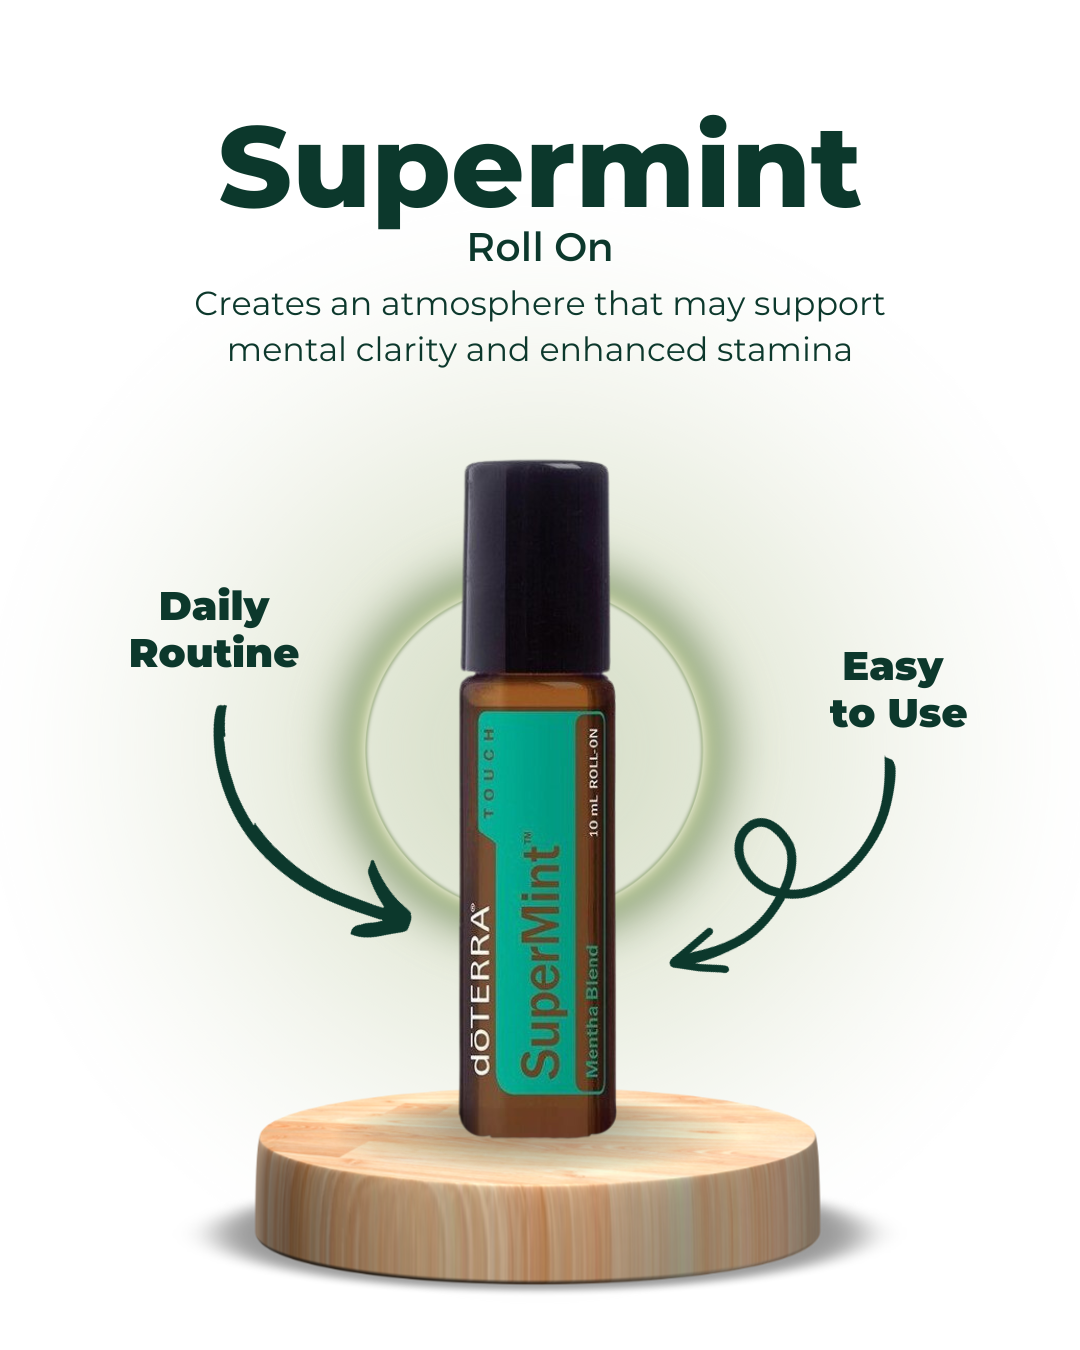 Supermint
Roll On
Creates an atmosphere that may support
mental clarity and enhanced stamina
Daily
Routine
Easy
to Use
dōTERRA®
TOUCH
SuperMint™
Mentha Blend
10 mL ROLL-ON